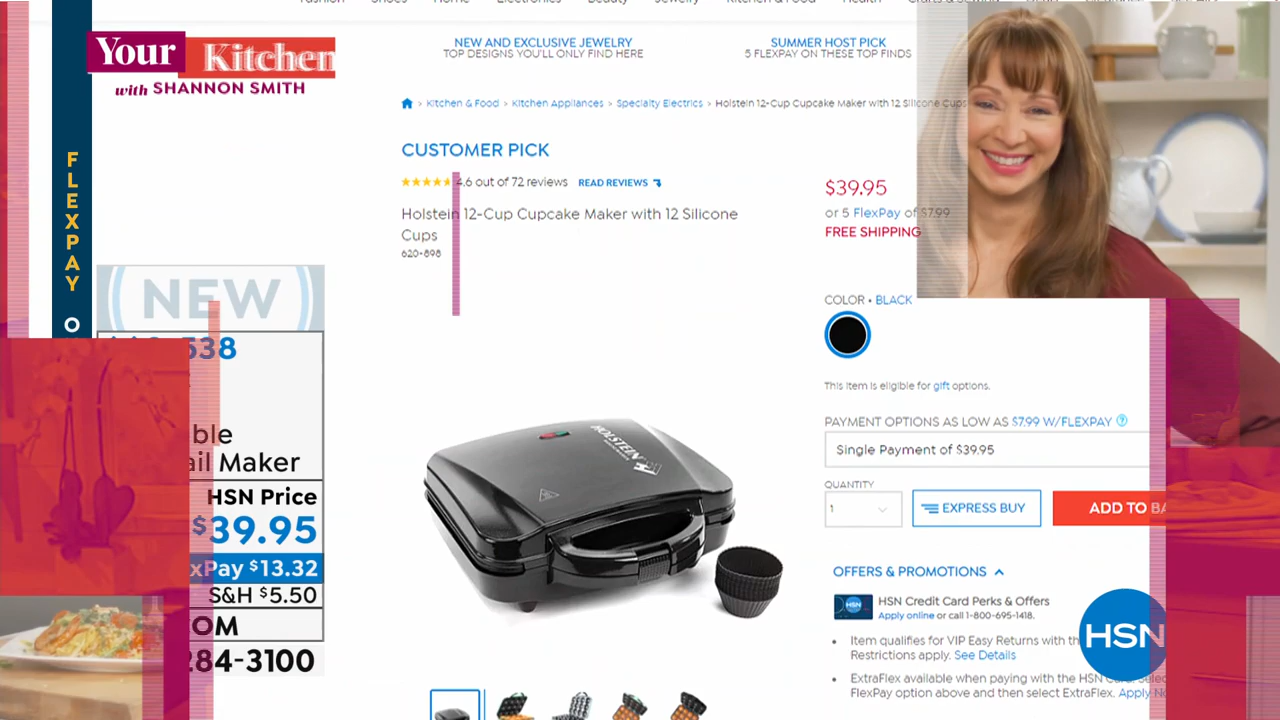 Your Kitchen
with SHANNON SMITH
FLEXPAY
NEW
538
ble
ail Maker
HSN Price
$39.95
xPay $13.32
S&H $5.50
OM
284-3100
NEW AND EXCLUSIVE JEWELRY
TOP DESIGNS YOU'LL ONLY FIND HERE
SUMMER HOST PICK
5 FLEXPAY ON THESE TOP FINDS
> Kitchen & Food > Kitchen Appliances > Specialty Electrics > Holstein 12-Cup Cupcake Maker with 12 Silicone Cups
CUSTOMER PICK
4.6 out of 72 reviews READ REVIEWS
Holstein 12-Cup Cupcake Maker with 12 Silicone
Cups
620-898
HOLSTEIN
$39.95
or 5 FlexPay of $7.99
FREE SHIPPING
COLOR • BLACK
This item is eligible for gift options.
PAYMENT OPTIONS AS LOW AS $7.99 W/FLEXPAY ?
Single Payment of $39.95
QUANTITY
1
EXPRESS BUY
ADD TO BA
OFFERS & PROMOTIONS
HSN
HSN Credit Card Perks & Offers
Apply online or call 1-800-695-1418.
• Item qualifies for VIP Easy Returns with th
Restrictions apply. See Details
• ExtraFlex available when paying with the HSN Card. Selec
FlexPay option above and then select ExtraFlex. Apply No
HSN